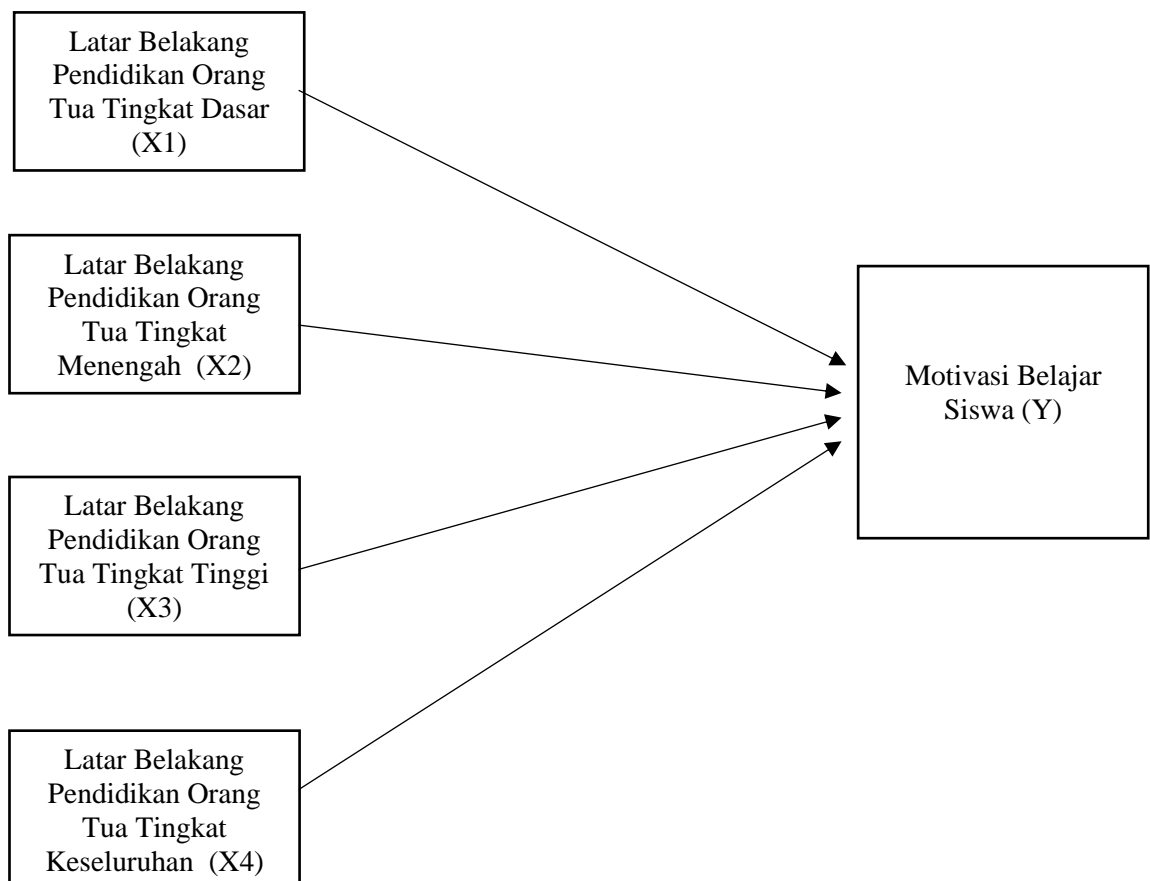 Latar Belakang
Pendidikan Orang
Tua Tingkat Dasar
(X1)
Latar Belakang
Pendidikan Orang
Tua Tingkat
Menengah (X2)
Motivasi Belajar
Siswa (Y)
Latar Belakang
Pendidikan Orang
Tua Tingkat Tinggi
(X3)
Latar Belakang
Pendidikan Orang
Tua Tingkat
Keseluruhan (X4)